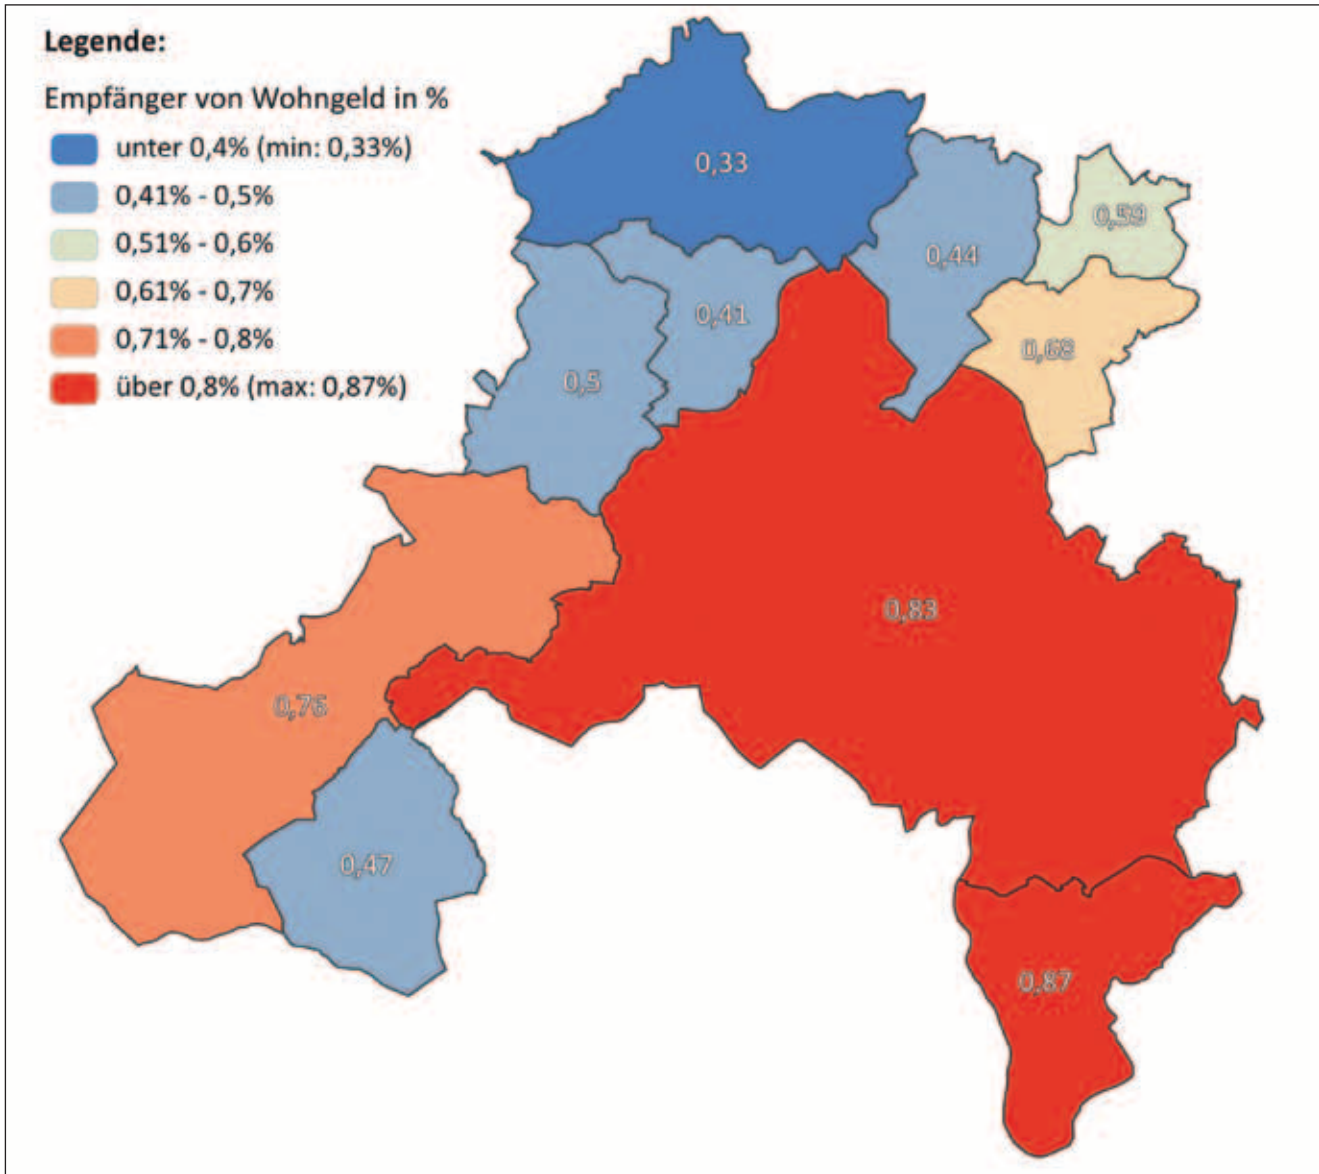 Legende:
Empfänger von Wohngeld in %
unter 0,4% (min: 0,33%)
0,41% - 0,5%
0,51% - 0,6%
0,61% - 0,7%
0,71% - 0,8%
über 0,8% (max: 0,87%)
0,33
0,59
0,44
0,41
0,68
0,5
0,83
0,76
0,47
0,87